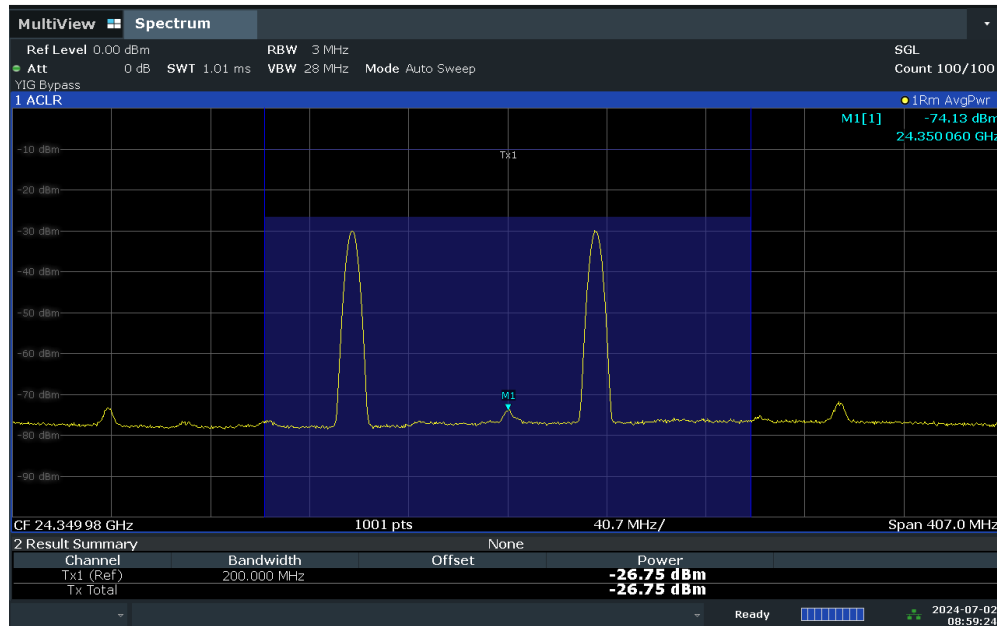 MultiView Spectrum
Ref Level 0.00 dBm RBW 3 MHz SGL
Att 0 dB SWT 1.01 ms VBW 28 MHz Mode Auto Sweep Count 100/100
YIG Bypass
1 ACLR 1Rm AvgPwr
M1[1] -74.13 dBm
24.350 060 GHz
-10 dBm
Tx1
-20 dBm
-30 dBm
-40 dBm
-50 dBm
-60 dBm
-70 dBm
M1
-80 dBm
-90 dBm
CF 24.349 98 GHz 1001 pts 40.7 MHz/ Span 407.0 MHz
2 Result Summary None
Channel Bandwidth Offset Power
Tx1 (Ref) 200.000 MHz -26.75 dBm
Tx Total -26.75 dBm
Ready 2024-07-02
08:59:24